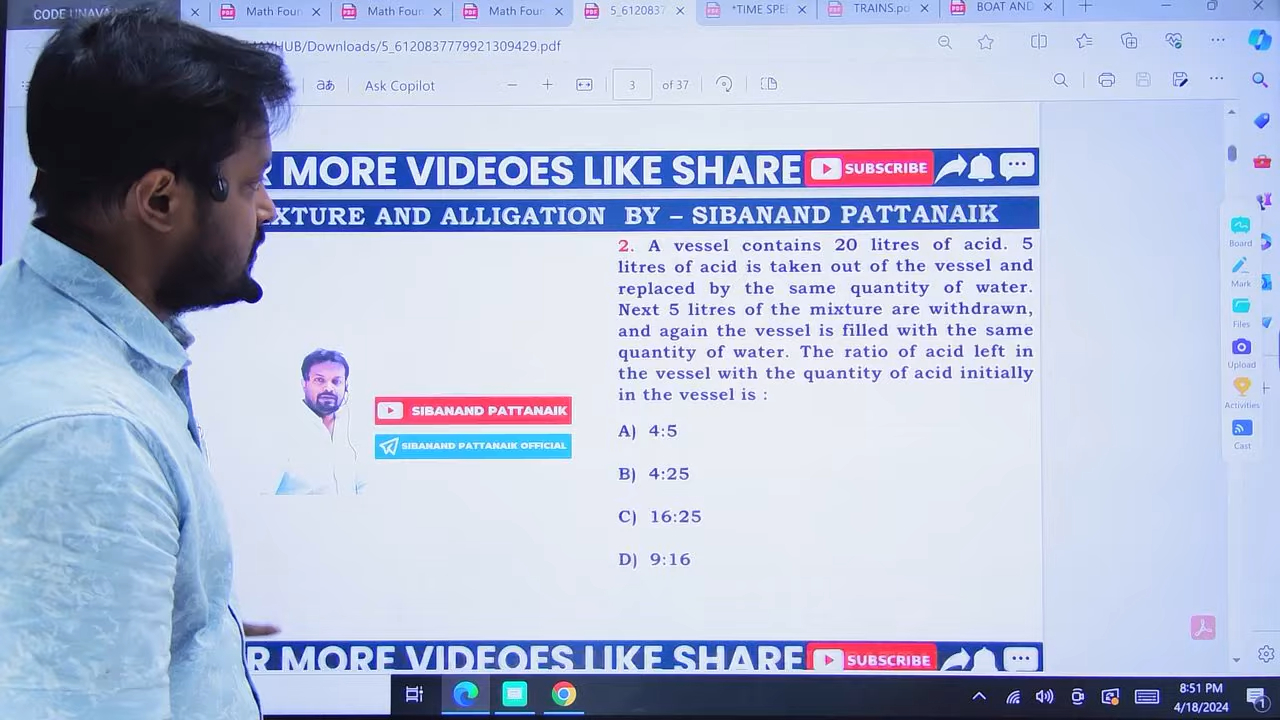 CODE UNAVA
Math Foun
Math Foun
Math Foun
5_6120837
*TIME SPE
TRAINS.pd
BOAT AND
HUB/Downloads/5_6120837779921309429.pdf
aあ
Ask Copilot
3
of 37
R MORE VIDEOES LIKE SHARE
SUBSCRIBE
XTURE AND ALLIGATION BY – SIBANAND PATTANAIK
2. A vessel contains 20 litres of acid. 5
litres of acid is taken out of the vessel and
replaced by the same quantity of water.
Next 5 litres of the mixture are withdrawn,
and again the vessel is filled with the same
quantity of water. The ratio of acid left in
the vessel with the quantity of acid initially
in the vessel is :
A) 4:5
B) 4:25
C) 16:25
D) 9:16
SIBANAND PATTANAIK
SIBANAND PATTANAIK OFFICIAL
Board
Mark
Files
Upload
Activities
Cast
R MORE VIDEOES LIKE SHARE
SUBSCRIBE
8:51 PM
4/18/2024
1